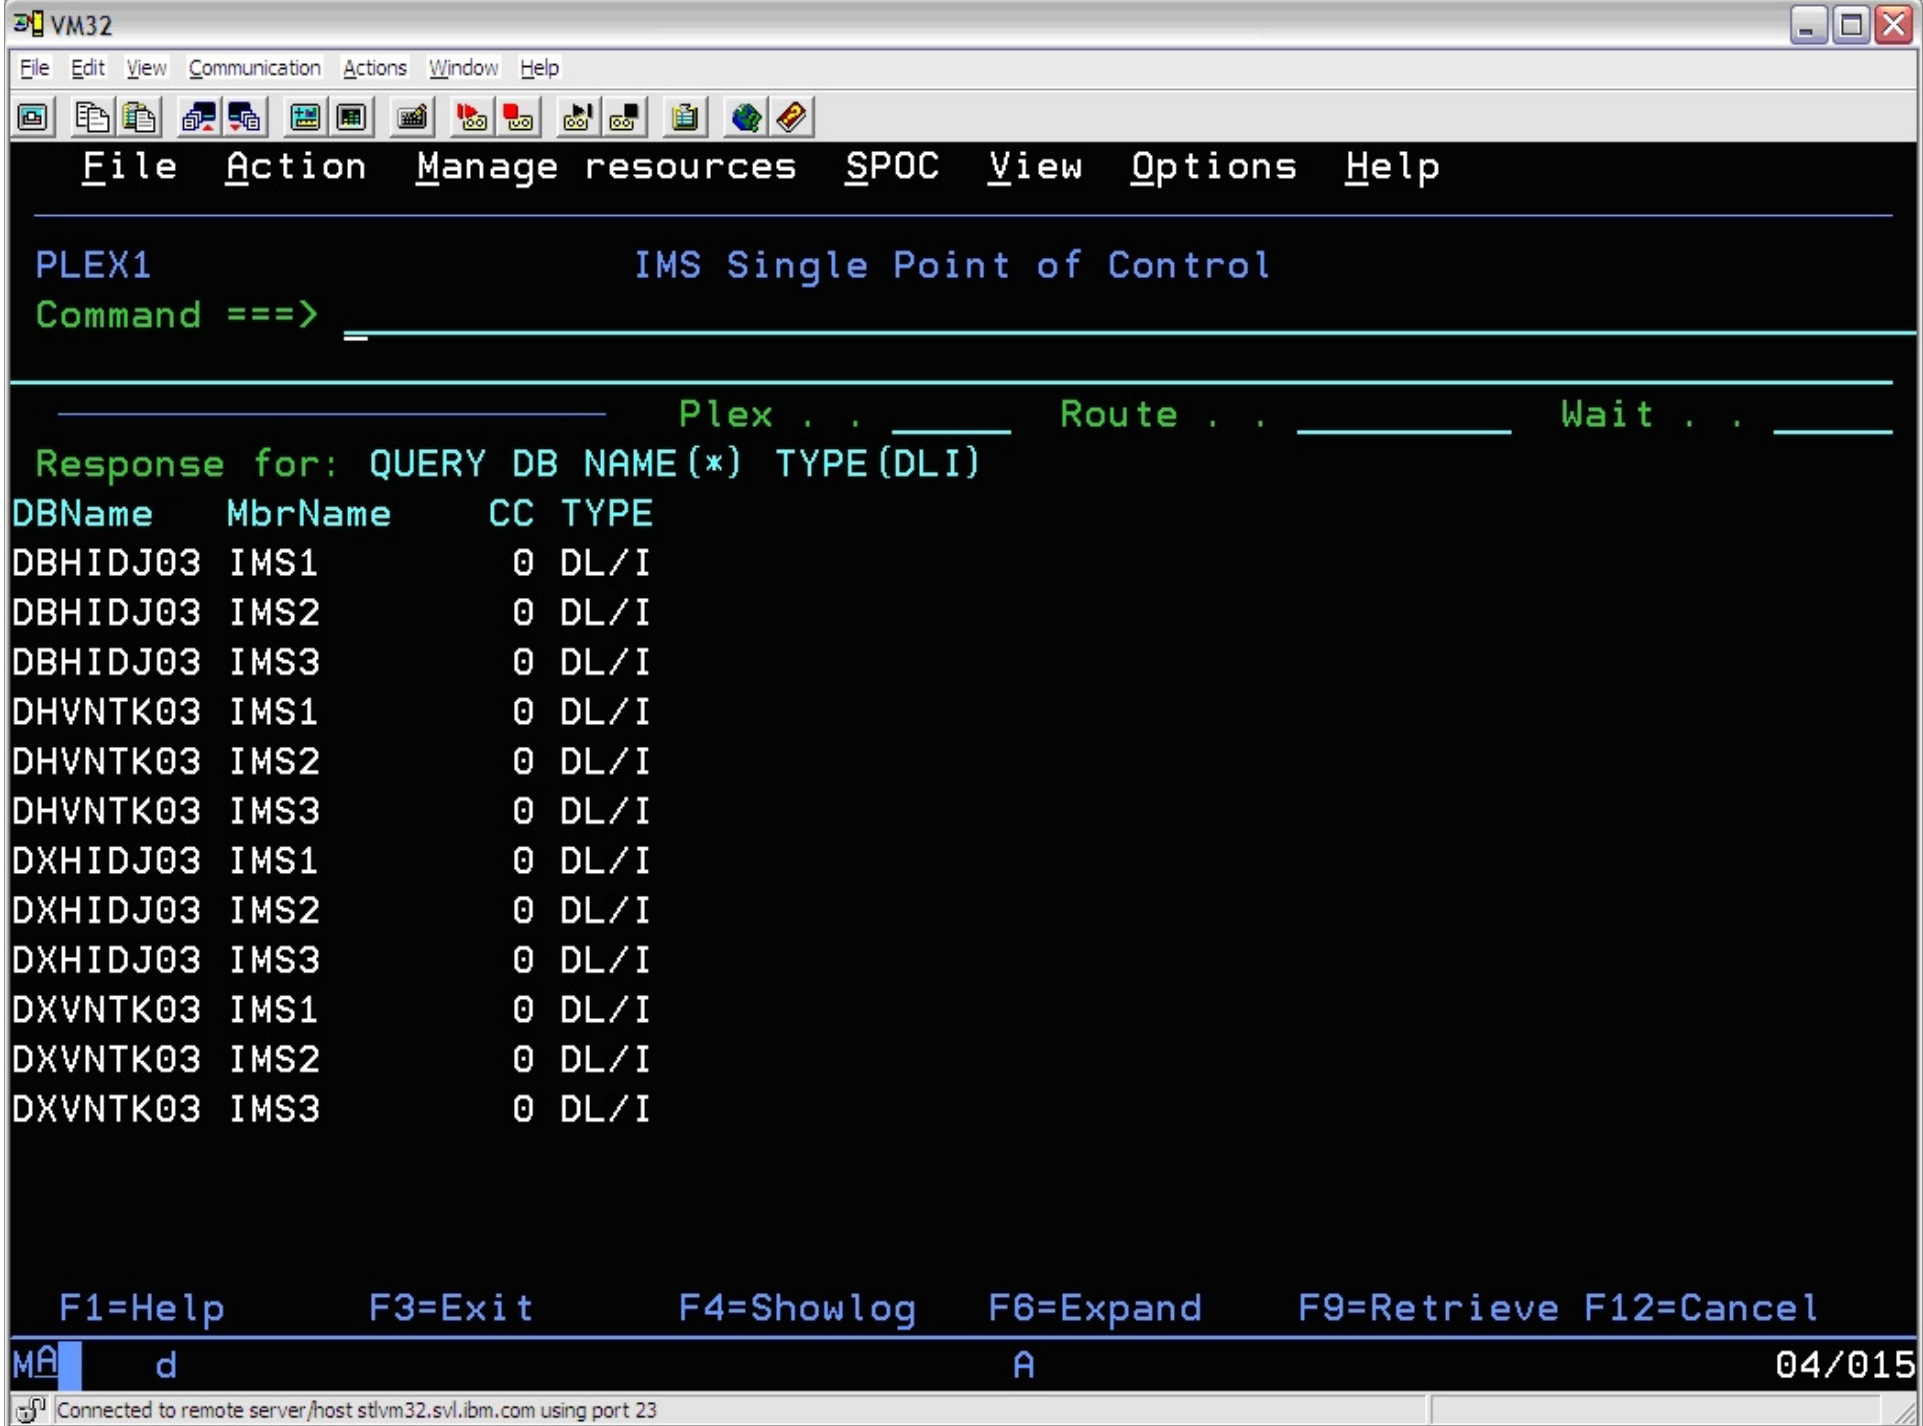 VM32
File Edit View Communication Actions Window Help
File Action Manage resources SPOC View Options Help
PLEX1 IMS Single Point of Control
Command ===>
Plex . . Route . . Wait . .
Response for: QUERY DB NAME(*) TYPE(DLI)
DBName MbrName CC TYPE
DBHIDJ03 IMS1 0 DL/I
DBHIDJ03 IMS2 0 DL/I
DBHIDJ03 IMS3 0 DL/I
DHVNTK03 IMS1 0 DL/I
DHVNTK03 IMS2 0 DL/I
DHVNTK03 IMS3 0 DL/I
DXHIDJ03 IMS1 0 DL/I
DXHIDJ03 IMS2 0 DL/I
DXHIDJ03 IMS3 0 DL/I
DXVNTK03 IMS1 0 DL/I
DXVNTK03 IMS2 0 DL/I
DXVNTK03 IMS3 0 DL/I
F1=Help F3=Exit F4=Showlog F6=Expand F9=Retrieve F12=Cancel
MA d A 04/015
Connected to remote server/host stlvm32.svl.ibm.com using port 23